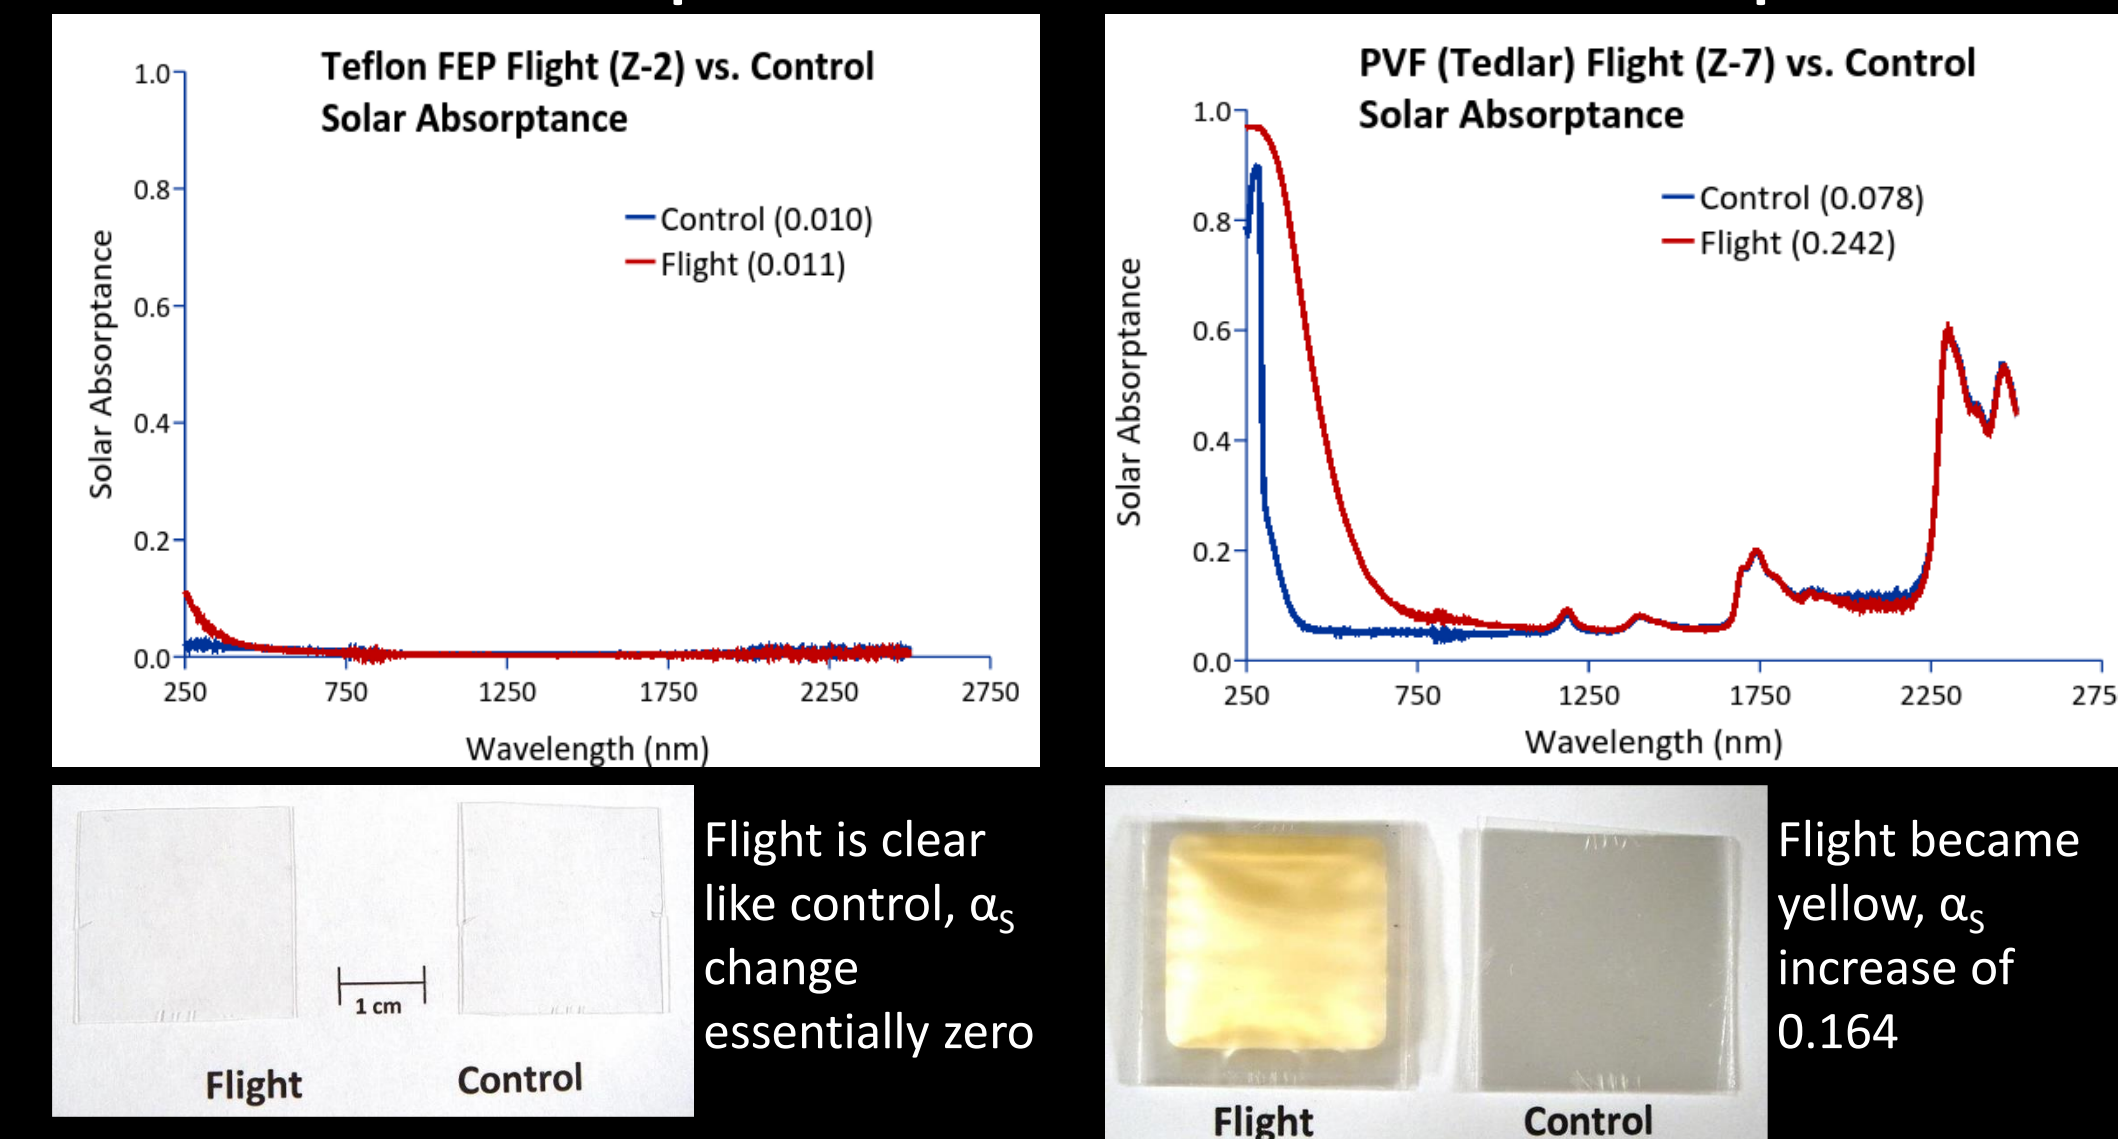 Teflon FEP Flight (Z-2) vs. Control
Solar Absorptance
1.0
0.8
0.6
0.4
0.2
0.0
Solar Absorptance
Control (0.010)
Flight (0.011)
250 750 1250 1750 2250 2750
Wavelength (nm)
PVF (Tedlar) Flight (Z-7) vs. Control
Solar Absorptance
1.0
0.8
0.6
0.4
0.2
0.0
Solar Absorptance
Control (0.078)
Flight (0.242)
250 750 1250 1750 2250 275
Wavelength (nm)
1 cm
Flight Control
Flight is clear
like control, αS
change
essentially zero
Flight Control
Flight became
yellow, αS
increase of
0.164